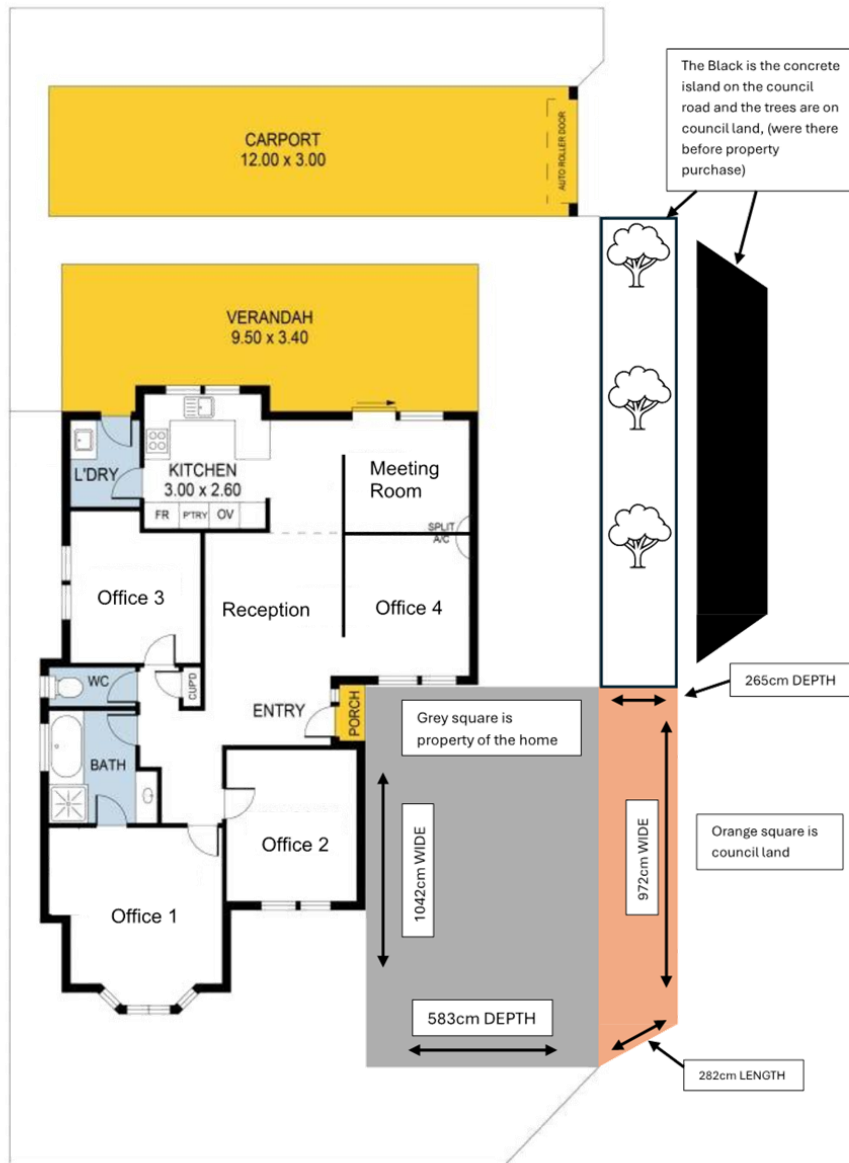 The Black is the concrete
island on the council
road and the trees are on
council land, (were there
before property
purchase)
CARPORT
12.00 x 3.00
AUTO ROLLER DOOR
VERANDAH
9.50 x 3.40
L'DRY
KITCHEN
3.00 x 2.60
FR
P'TRY
OV
Meeting
Room
SPLIT
A/C
Office 3
Reception
Office 4
WC
CUP'D
ENTRY
PORCH
BATH
Grey square is
property of the home
265cm DEPTH
1042cm WIDE
972cm WIDE
Orange square is
council land
Office 2
Office 1
583cm DEPTH
282cm LENGTH